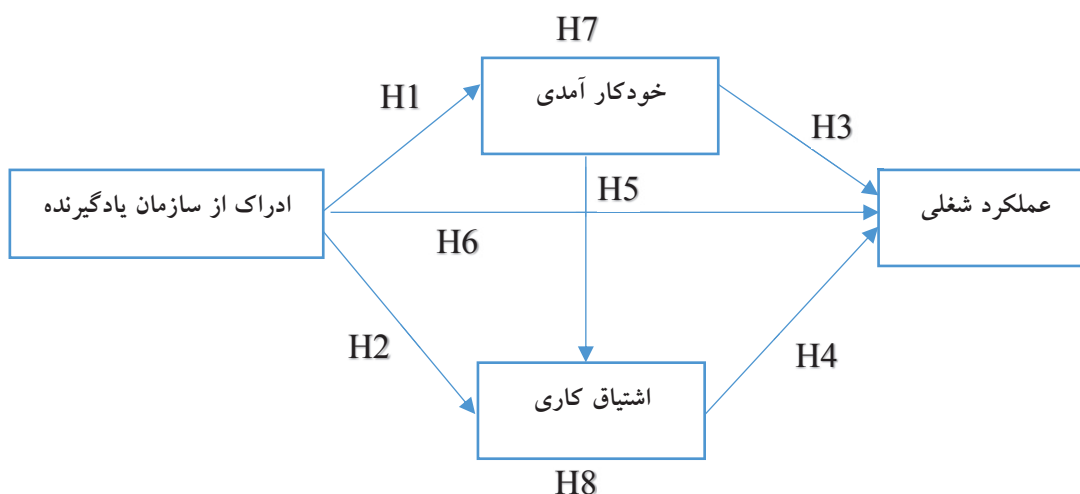 H7
خودکار آمدی
H1
H3
ادراک از سازمان یادگیرنده
H5
عملکرد شغلی
H6
H2
H4
اشتیاق کاری
H8